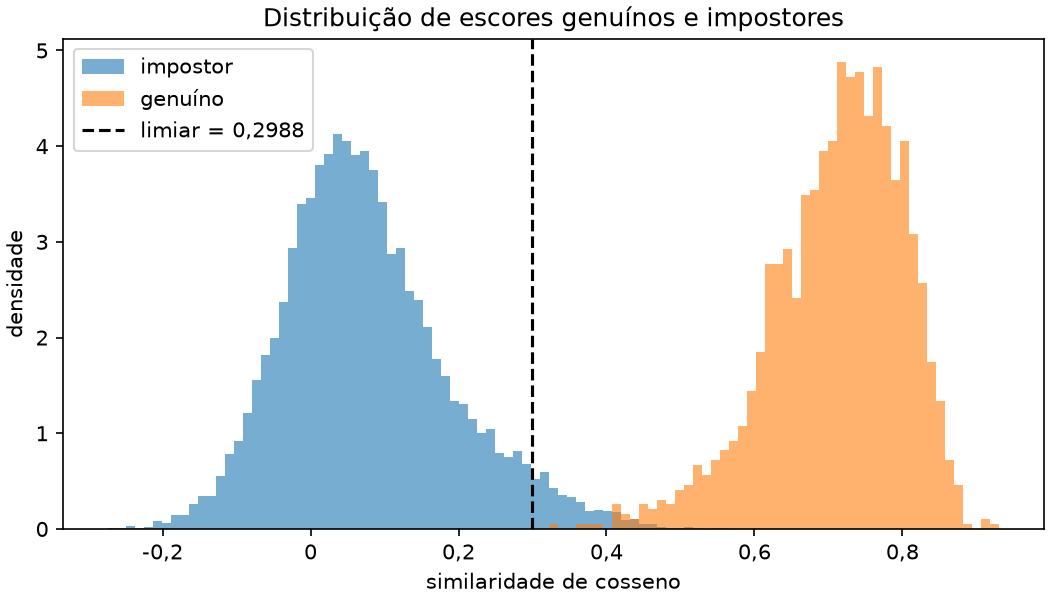 Distribuição de escores genuínos e impostores
impostor
genuíno
limiar = 0,2988
densidade
5
4
3
2
1
0
-0,2
0
0,2
0,4
0,6
0,8
similaridade de cosseno